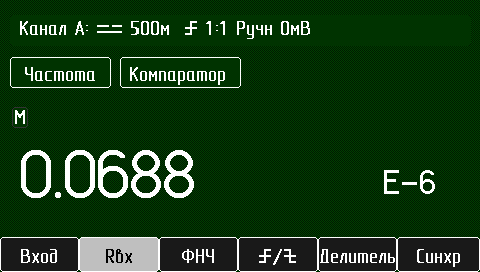 Канал А: ⎓ 500м ⨍ 1:1 Ручн 0мВ
Частота Компаратор
М
0.0688 E-6
Вход Rвх ФНЧ ⨍/⨎ Делитель Синхр